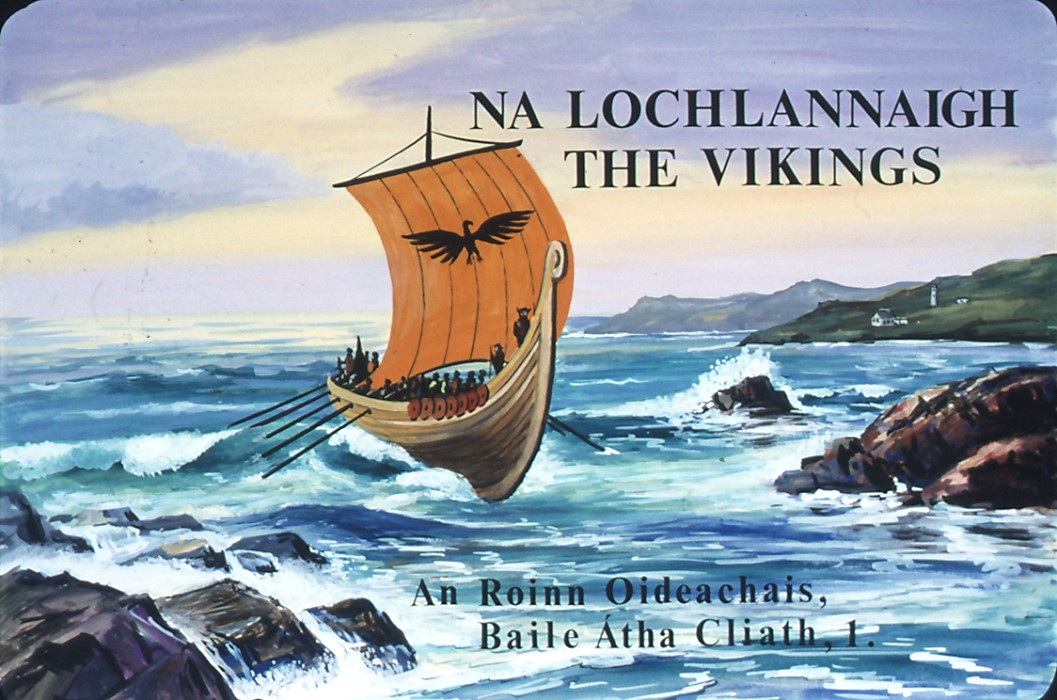 NA LOCHLANNAIGH
THE VIKINGS
An Roinn Oideachais,
Baile Átha Cliath, 1.